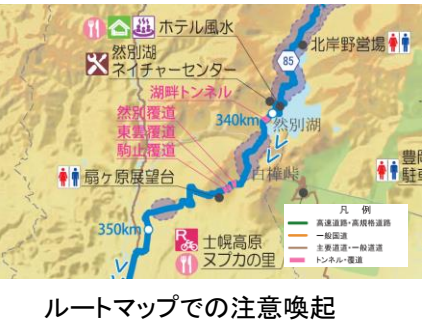 ホテル風水
北岸野営場
85
然別湖
ネイチャーセンター
湖畔トンネル
然別覆道
340km
然別湖
東雲覆道
駒止覆道
白樺峠
豊岡
駐車
扇ヶ原展望台
350km
士幌高原
ヌプカの里
凡 例
高速道路・高規格道路
一般国道
主要道道・一般道道
トンネル・覆道
ルートマップでの注意喚起